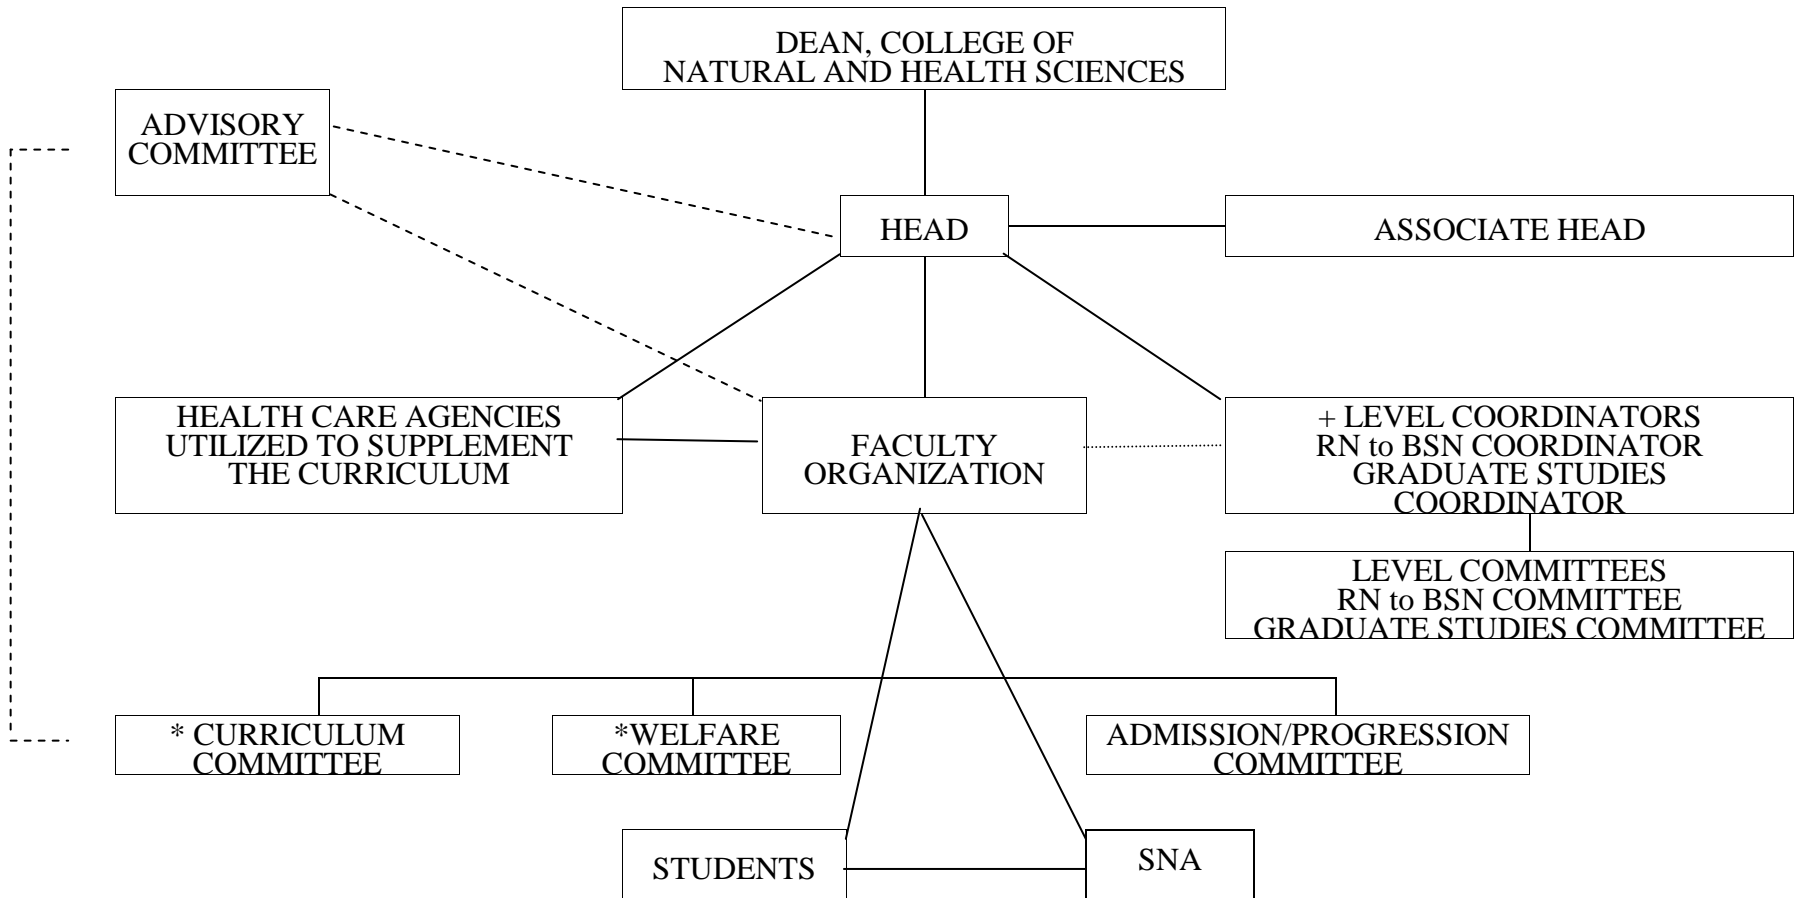 DEAN, COLLEGE OF
NATURAL AND HEALTH SCIENCES
ADVISORY
COMMITTEE
HEAD
ASSOCIATE HEAD
HEALTH CARE AGENCIES
UTILIZED TO SUPPLEMENT
THE CURRICULUM
FACULTY
ORGANIZATION
+ LEVEL COORDINATORS
RN to BSN COORDINATOR
GRADUATE STUDIES
COORDINATOR
LEVEL COMMITTEES
RN to BSN COMMITTEE
GRADUATE STUDIES COMMITTEE
* CURRICULUM
COMMITTEE
*WELFARE
COMMITTEE
ADMISSION/PROGRESSION
COMMITTEE
STUDENTS
SNA